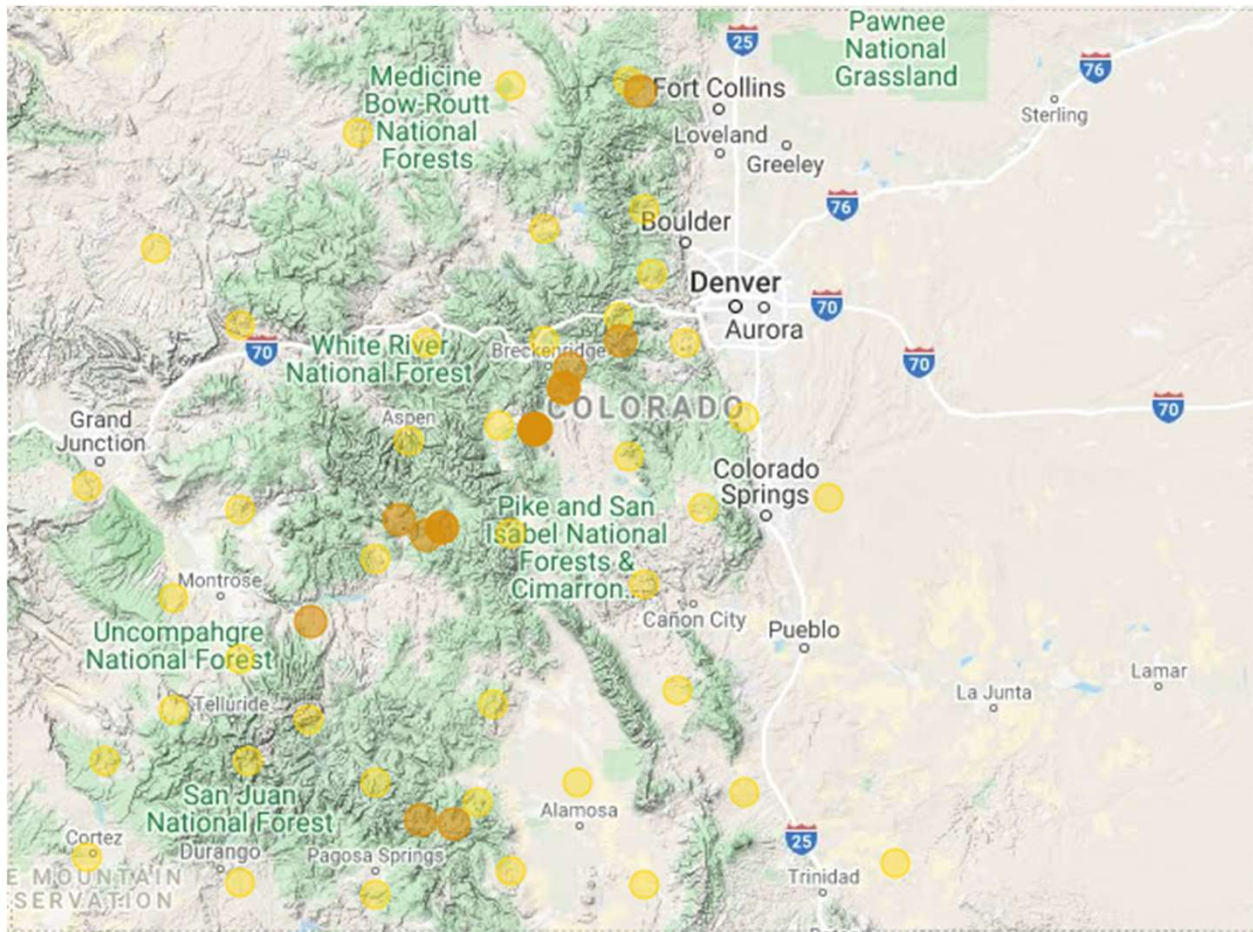 Pawnee
National
Grassland
25
76
Medicine
Bow-Routt
National
Forests
Fort Collins
Sterling
Loveland
Greeley
76
Boulder
Denver
70
Aurora
70
White River
National Forest
Breckenridge
70
70
COLORADO
Aspen
Grand
Junction
Colorado
Springs
Pike and San
Isabel National
Forests &
Cimarron...
Montrose
Cañon City
Pueblo
Uncompahgre
National Forest
Lamar
La Junta
Telluride
San Juan
National Forest
Alamosa
25
Cortez
Durango
Pagosa Springs
Trinidad
E MOUNTAIN
SERVATION